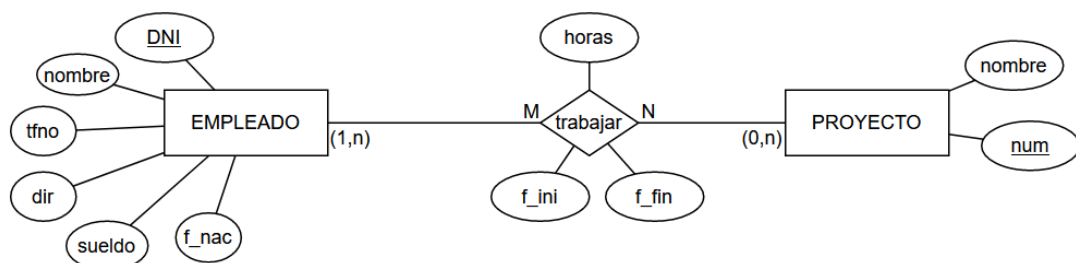 DNI
horas
nombre
nombre
tfno
EMPLEADO
M
trabajar
N
PROYECTO
(1,n)
(0,n)
num
dir
f_ini
f_fin
sueldo
f_nac